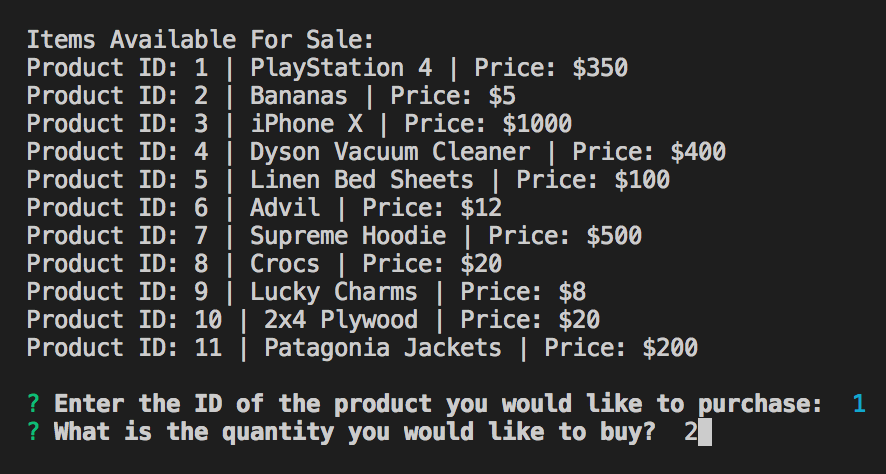 Items Available For Sale:
Product ID: 1 | PlayStation 4 | Price: $350
Product ID: 2 | Bananas | Price: $5
Product ID: 3 | iPhone X | Price: $1000
Product ID: 4 | Dyson Vacuum Cleaner | Price: $400
Product ID: 5 | Linen Bed Sheets | Price: $100
Product ID: 6 | Advil | Price: $12
Product ID: 7 | Supreme Hoodie | Price: $500
Product ID: 8 | Crocs | Price: $20
Product ID: 9 | Lucky Charms | Price: $8
Product ID: 10 | 2x4 Plywood | Price: $20
Product ID: 11 | Patagonia Jackets | Price: $200
? Enter the ID of the product you would like to purchase:  1
? What is the quantity you would like to buy?  2